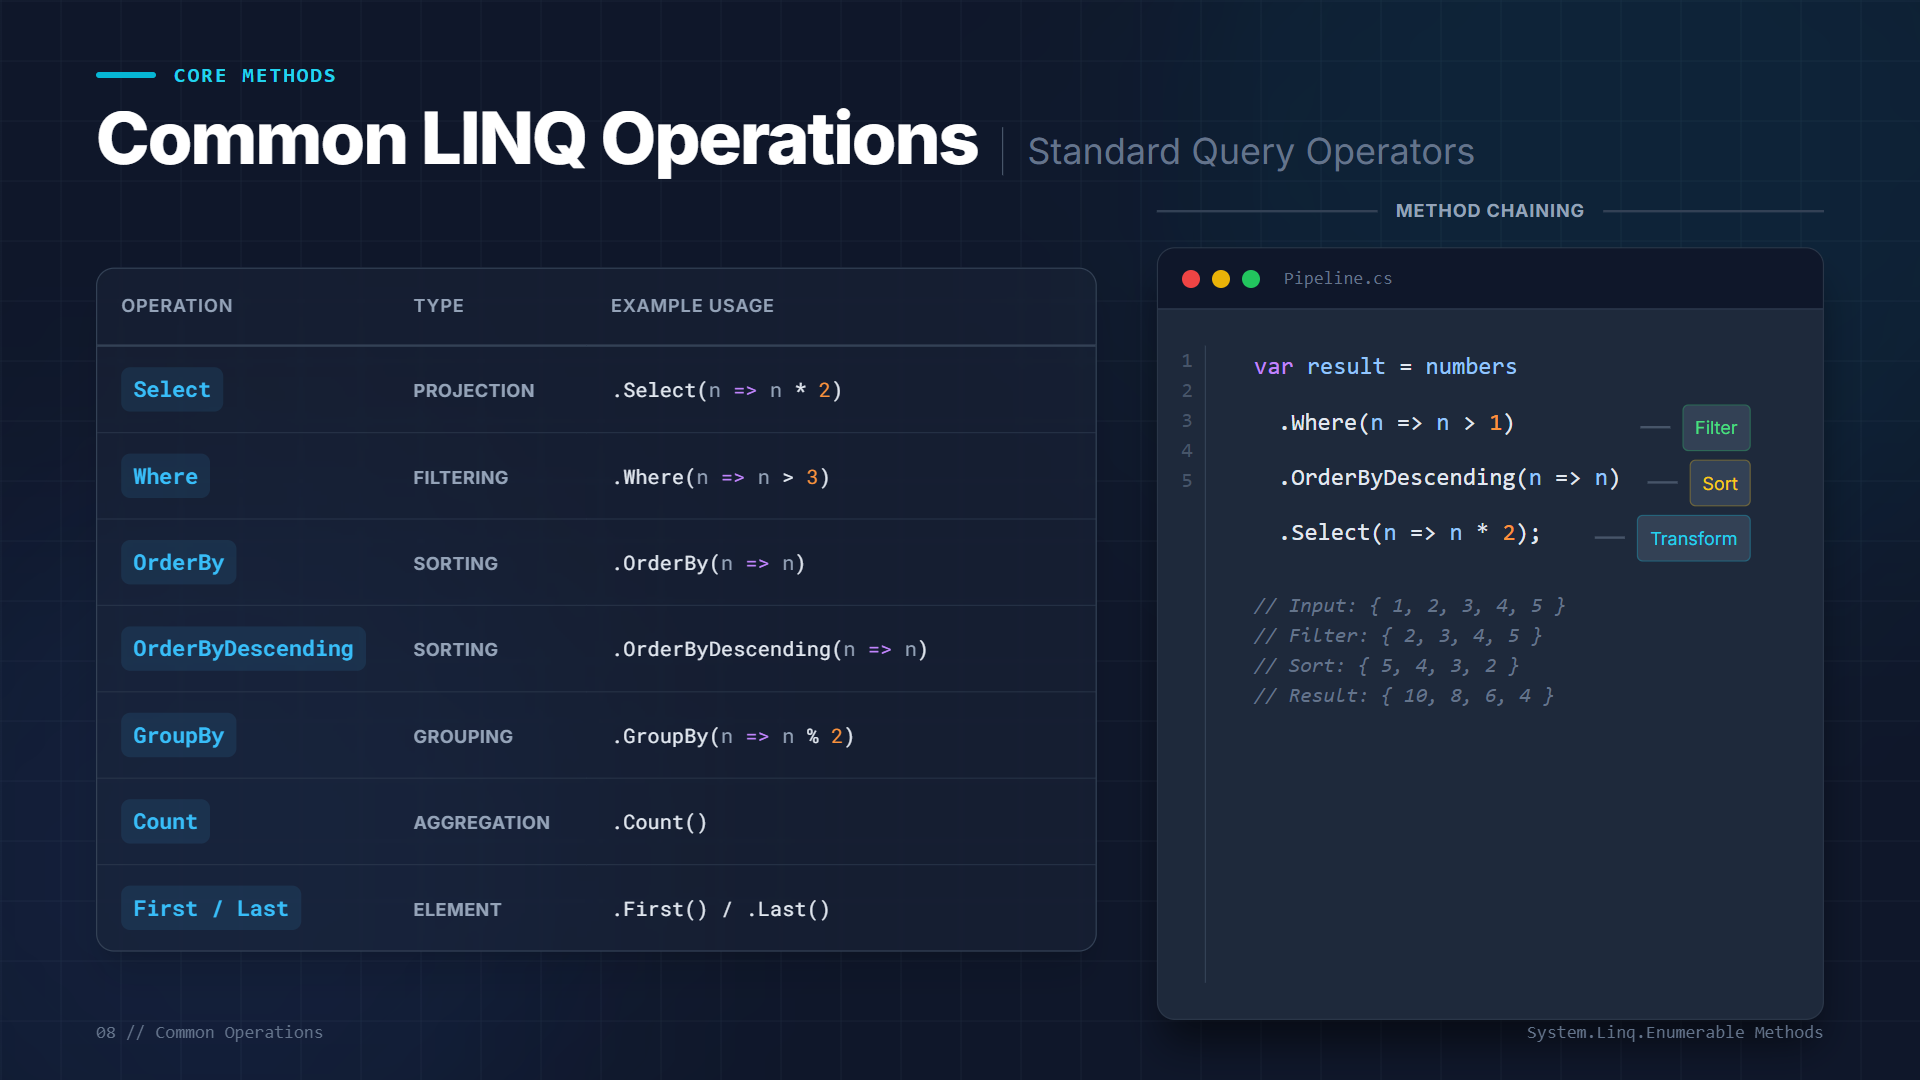 CORE METHODS
Common LINQ Operations
Standard Query Operators
OPERATION TYPE EXAMPLE USAGE
Select PROJECTION .Select(n => n * 2)
Where FILTERING .Where(n => n > 3)
OrderBy SORTING .OrderBy(n => n)
OrderByDescending SORTING .OrderByDescending(n => n)
GroupBy GROUPING .GroupBy(n => n % 2)
Count AGGREGATION .Count()
First / Last ELEMENT .First() / .Last()
METHOD CHAINING
Pipeline.cs
1
2
3
4
5
var result = numbers
.Where(n => n > 1) Filter
.OrderByDescending(n => n) Sort
.Select(n => n * 2); Transform
// Input: { 1, 2, 3, 4, 5 }
// Filter: { 2, 3, 4, 5 }
// Sort: { 5, 4, 3, 2 }
// Result: { 10, 8, 6, 4 }
08 // Common Operations
System.Linq.Enumerable Methods